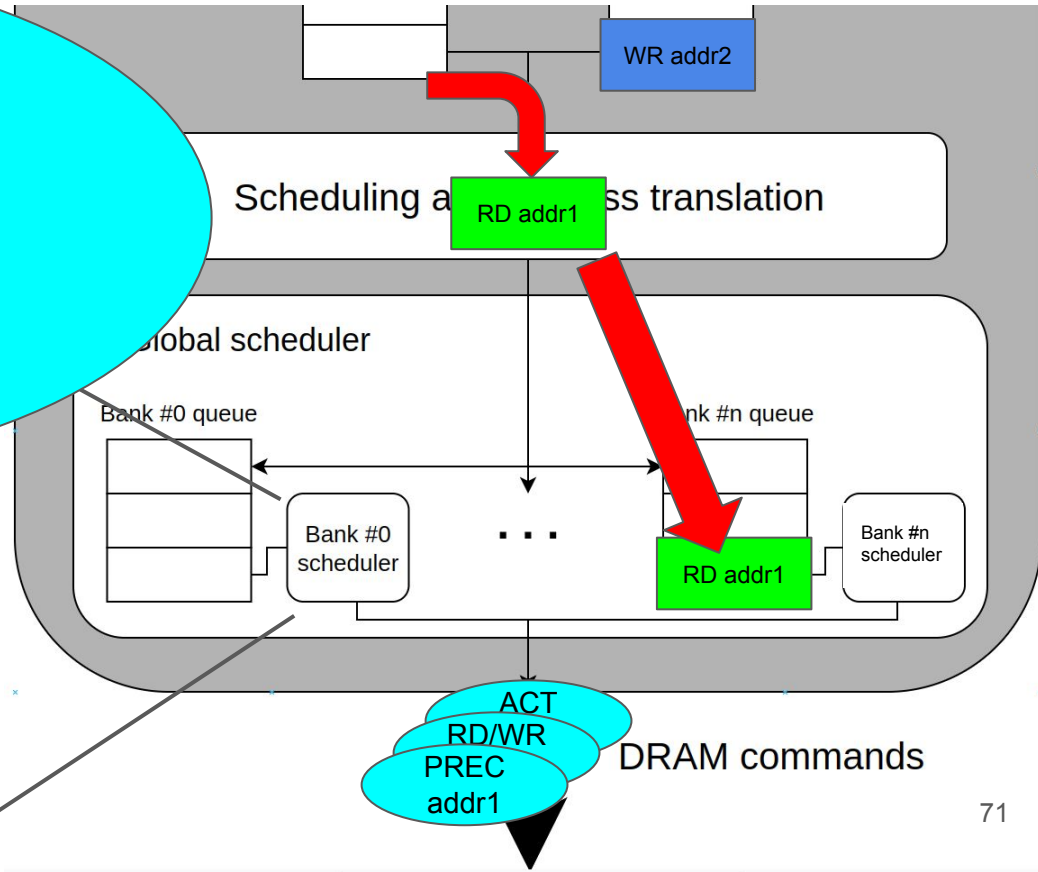 WR addr2
Scheduling a
RD addr1
ss translation
lobal scheduler
Bank #0 queue
nk #n queue
Bank #0
scheduler
. . .
RD addr1
Bank #n
scheduler
ACT
RD/WR
PREC
addr1
DRAM commands
71